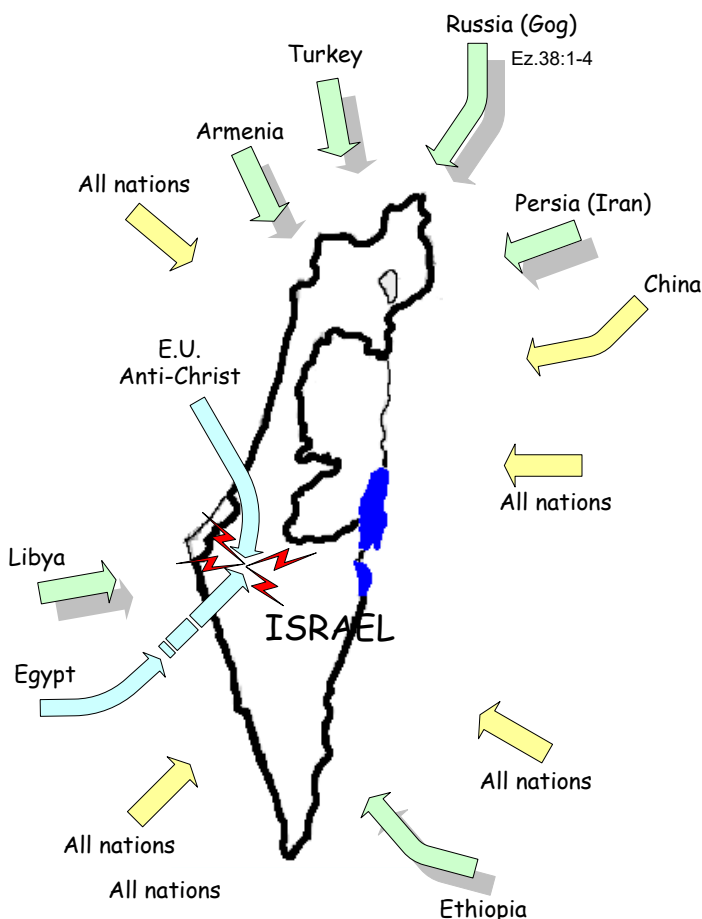 Russia (Gog)
Ez.38:1-4
Turkey
Armenia
All nations
Persia (Iran)
China
E.U.
Anti-Christ
All nations
Libya
ISRAEL
Egypt
All nations
All nations
All nations
Ethiopia